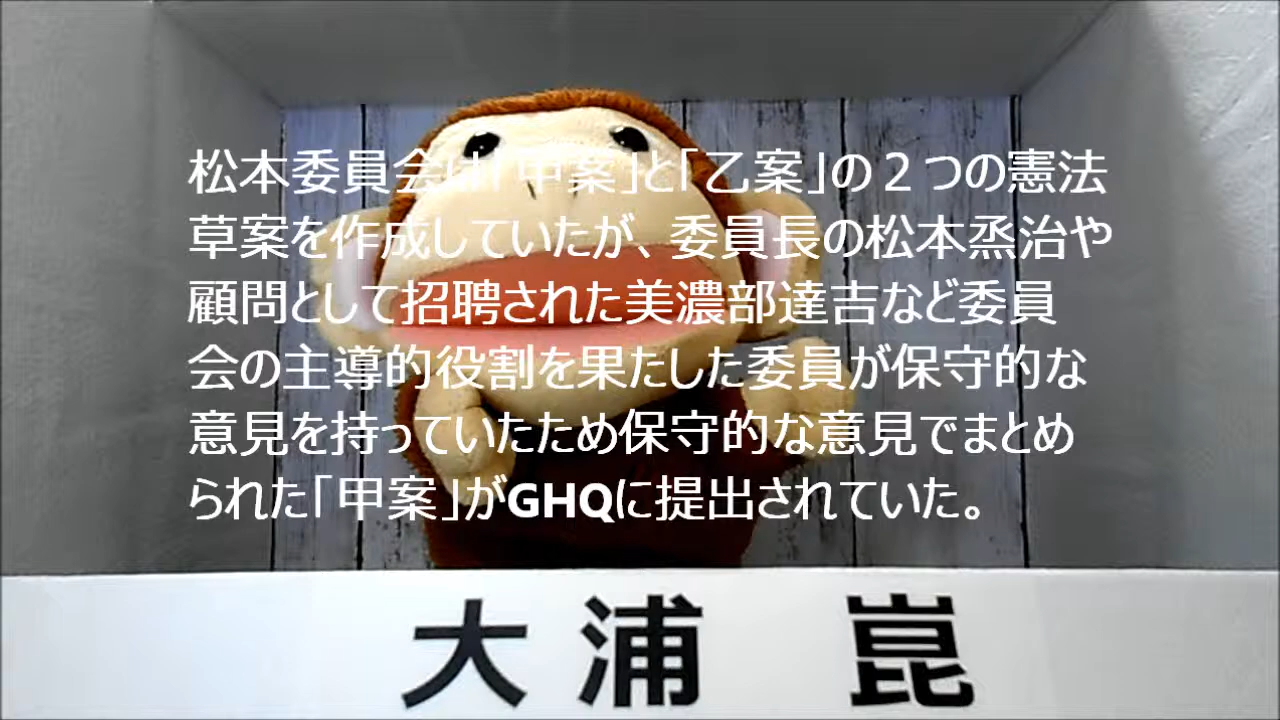 松本委員会は「甲案」と「乙案」の２つの憲法
草案を作成していたが、委員長の松本烝治や
顧問として招聘された美濃部達吉など委員
会の主導的役割を果たした委員が保守的な
意見を持っていたため保守的な意見でまとめ
られた「甲案」がGHQに提出されていた。
大浦　崑